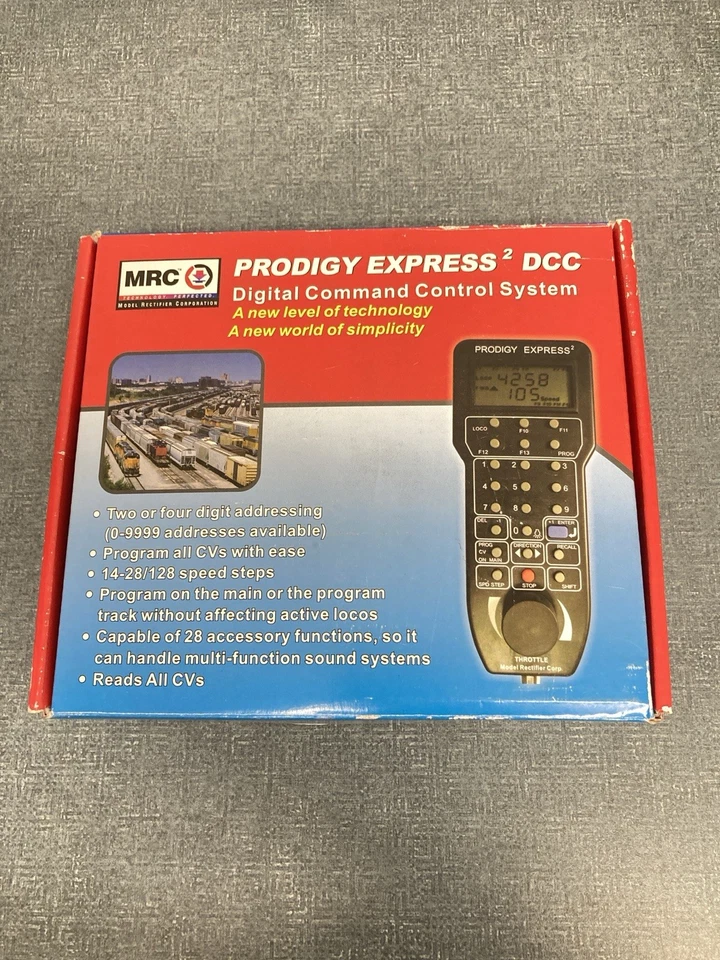 MRC
TECHNOLOGY. PERFECTED.
MODEL RECTIFIER CORPORATION
PRODIGY EXPRESS² DCC
Digital Command Control System
A new level of technology
A new world of simplicity
• Two or four digit addressing
(0-9999 addresses available)
• Program all CVs with ease
• 14-28/128 speed steps
• Program on the main or the program
track without affecting active locos
• Capable of 28 accessory functions, so it
can handle multi-function sound systems
• Reads All CVs
PRODIGY EXPRESS²
4258
105 Speed
LOCO F10 F11
F12 F13 PROG
1 2 3
4 5 6
7 8 9
DEL -1 0 +1 ENTER
PROG
CV DIRECTION RECALL
ON MAIN
SPD STEP STOP SHIFT
THROTTLE
Model Rectifier Corp.